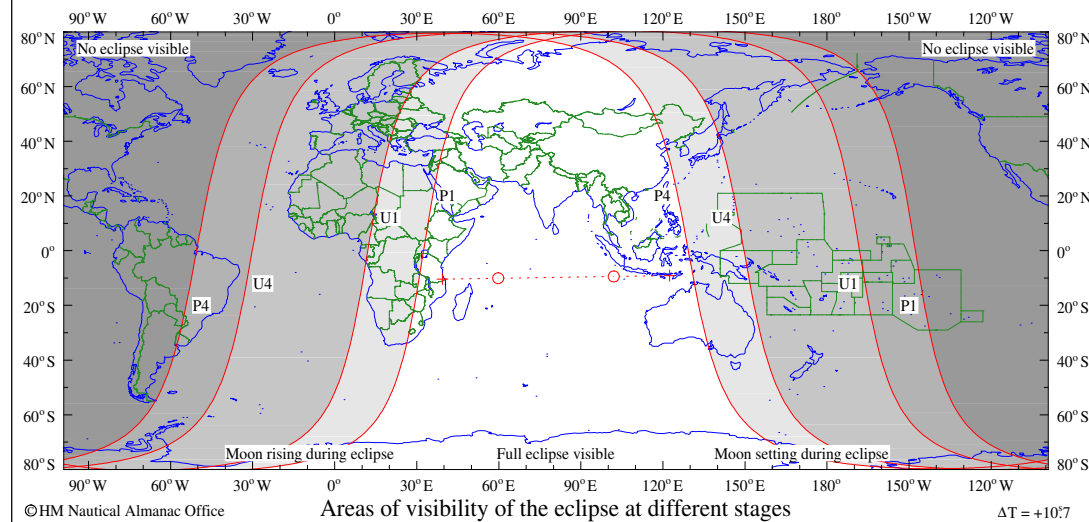 90°W 60°W 30°W 0° 30°E 60°E 90°E 120°E 150°E 180° 150°W 120°W
80°N No eclipse visible No eclipse visible 80°N
60°N 60°N
40°N 40°N
20°N P1 P4 20°N
U1 U4
0° 0°
U4 U1
20°S P4 P1 20°S
40°S 40°S
60°S 60°S
Moon rising during eclipse Full eclipse visible Moon setting during eclipse
80°S 80°S
90°W 60°W 30°W 0° 30°E 60°E 90°E 120°E 150°E 180° 150°W 120°W
©HM Nautical Almanac Office Areas of visibility of the eclipse at different stages ΔT = +10ˢ.7